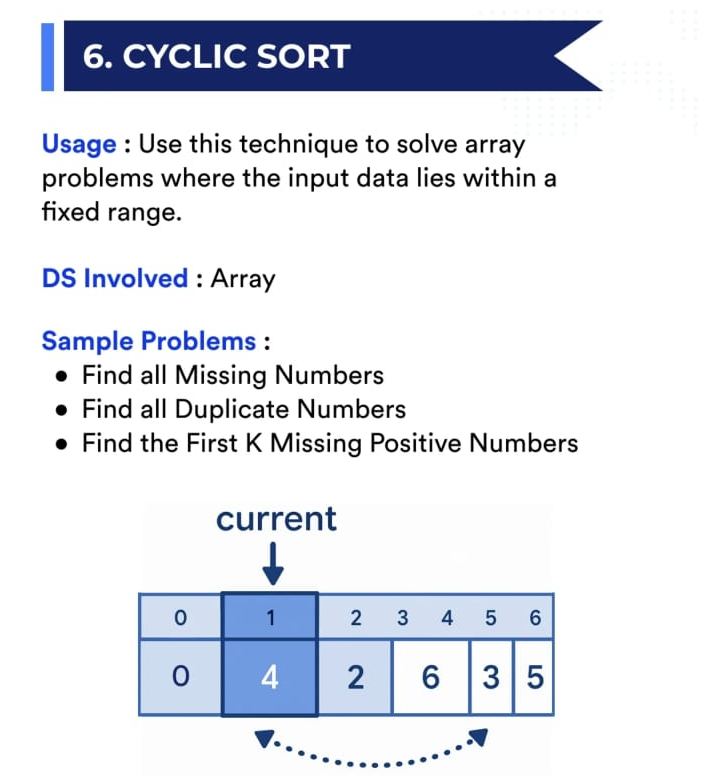 6. CYCLIC SORT
Usage : Use this technique to solve array
problems where the input data lies within a
fixed range.
DS Involved : Array
Sample Problems :
• Find all Missing Numbers
• Find all Duplicate Numbers
• Find the First K Missing Positive Numbers
current
0 1 2 3 4 5 6
0 4 2 6 3 5